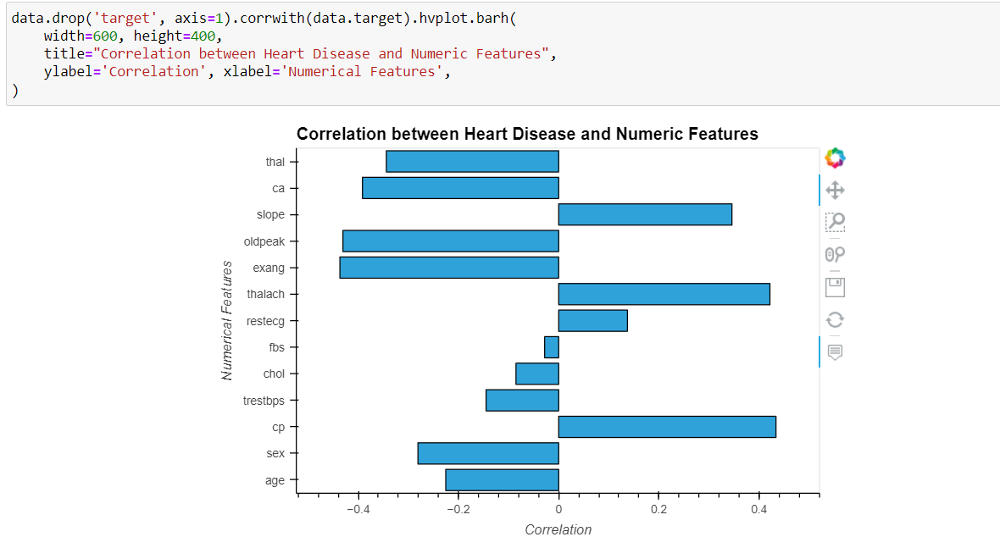 data.drop('target', axis=1).corrwith(data.target).hvplot.barh(
    width=600, height=400,
    title="Correlation between Heart Disease and Numeric Features",
    ylabel='Correlation', xlabel='Numerical Features',
)
Correlation between Heart Disease and Numeric Features
Numerical Features
thal
ca
slope
oldpeak
exang
thalach
restecg
fbs
chol
trestbps
cp
sex
age
−0.4 −0.2 0 0.2 0.4
Correlation